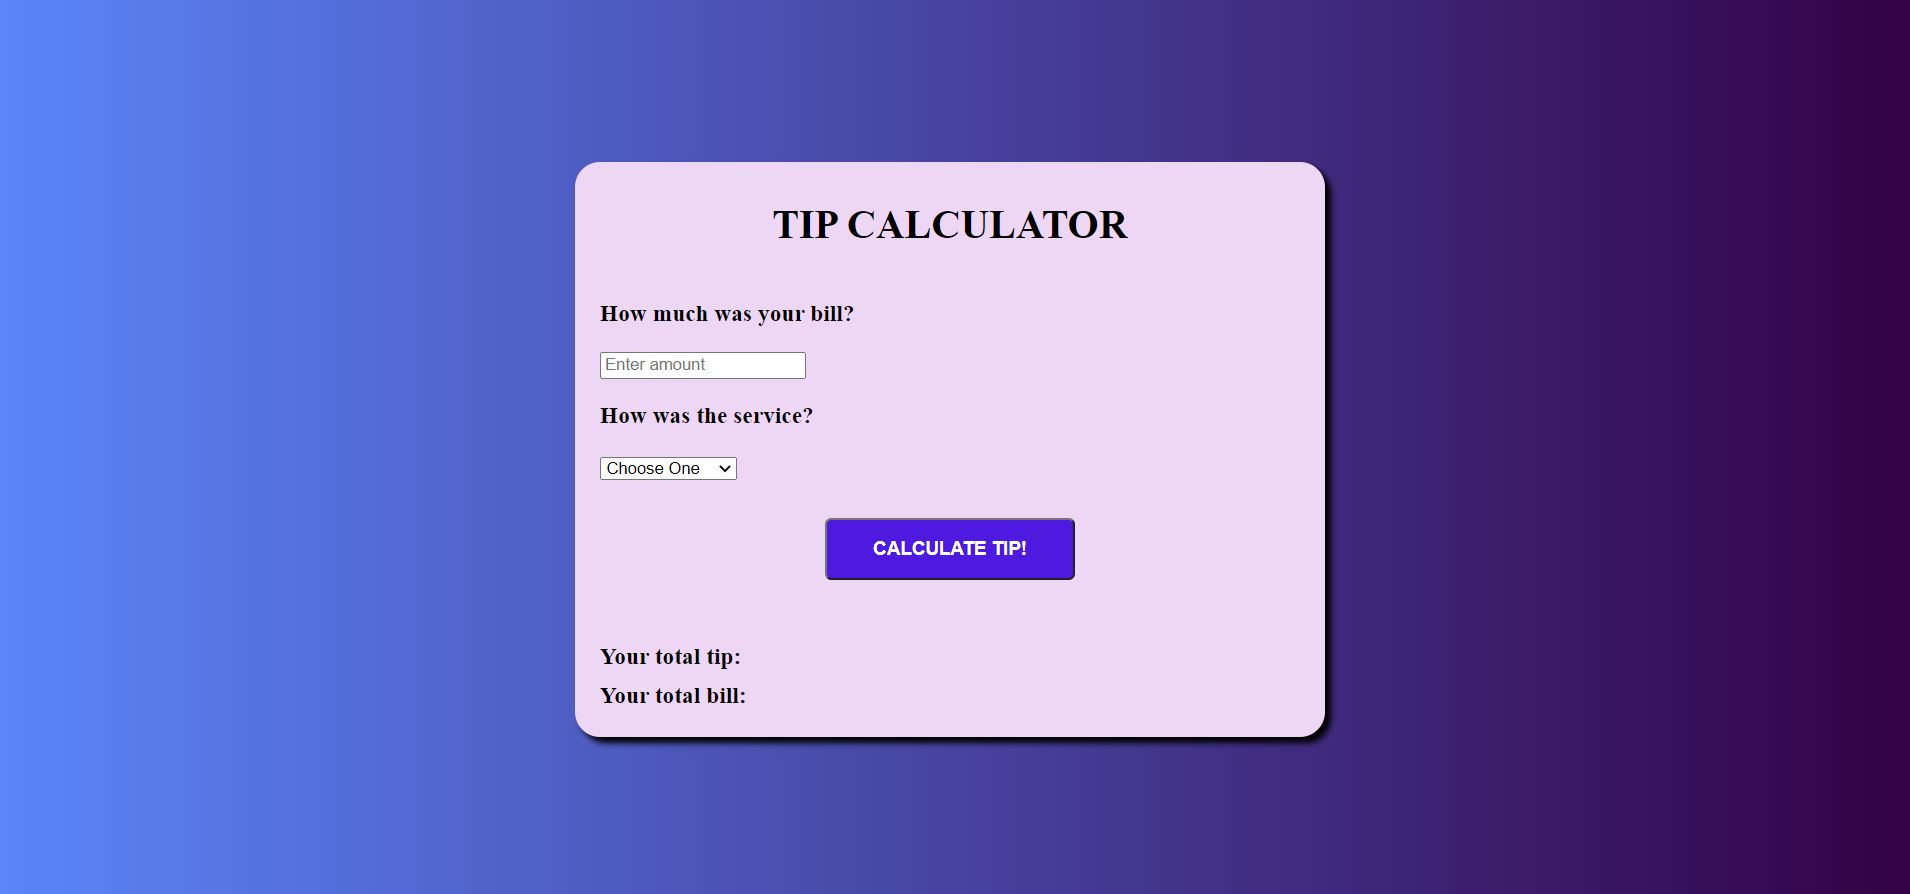 TIP CALCULATOR
How much was your bill?
Enter amount
How was the service?
Choose One
CALCULATE TIP!
Your total tip:
Your total bill: